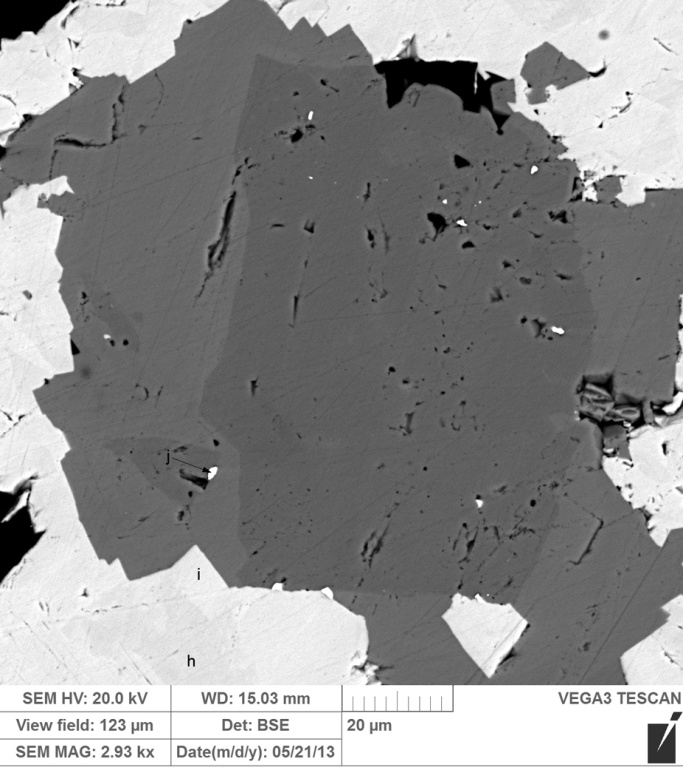 j
i
h
SEM HV: 20.0 kV
WD: 15.03 mm
VEGA3 TESCAN
View field: 123 µm
Det: BSE
20 µm
SEM MAG: 2.93 kx
Date(m/d/y): 05/21/13